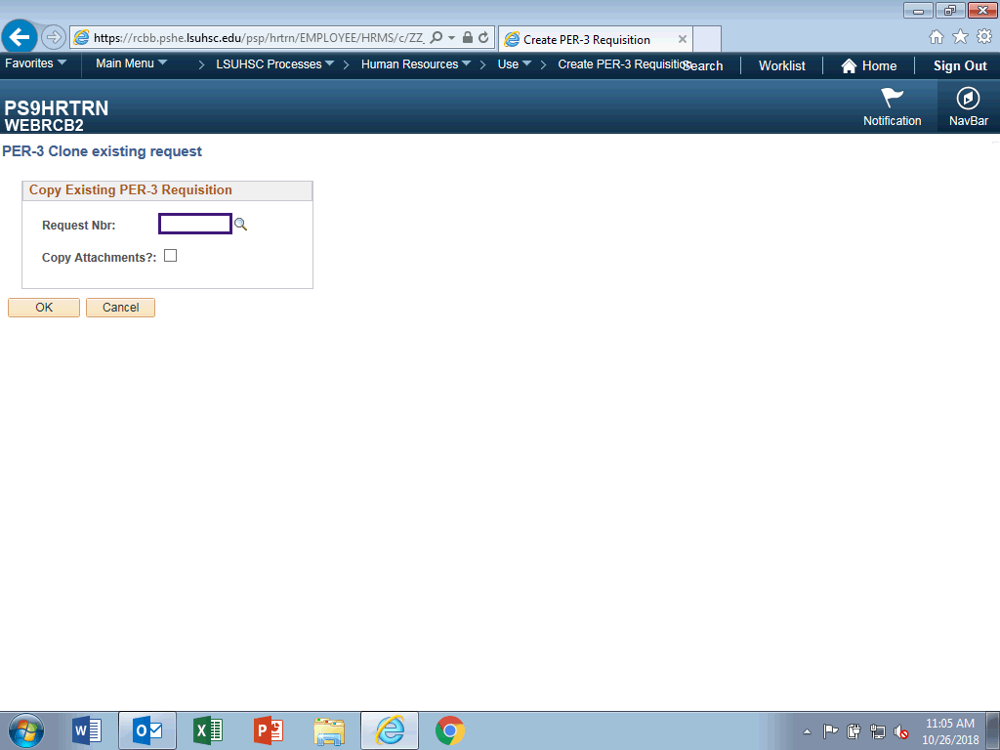 https://rcbb.pshe.lsuhsc.edu/psp/hrtrn/EMPLOYEE/HRMS/c/ZZ_
Create PER-3 Requisition
Favorites
Main Menu
LSUHSC Processes
Human Resources
Use
Create PER-3 Requisition
Search
Worklist
Home
Sign Out
PS9HRTRN
WEBRCB2
Notification
NavBar
PER-3 Clone existing request
Copy Existing PER-3 Requisition
Request Nbr:
Copy Attachments?:
OK
Cancel
11:05 AM
10/26/2018